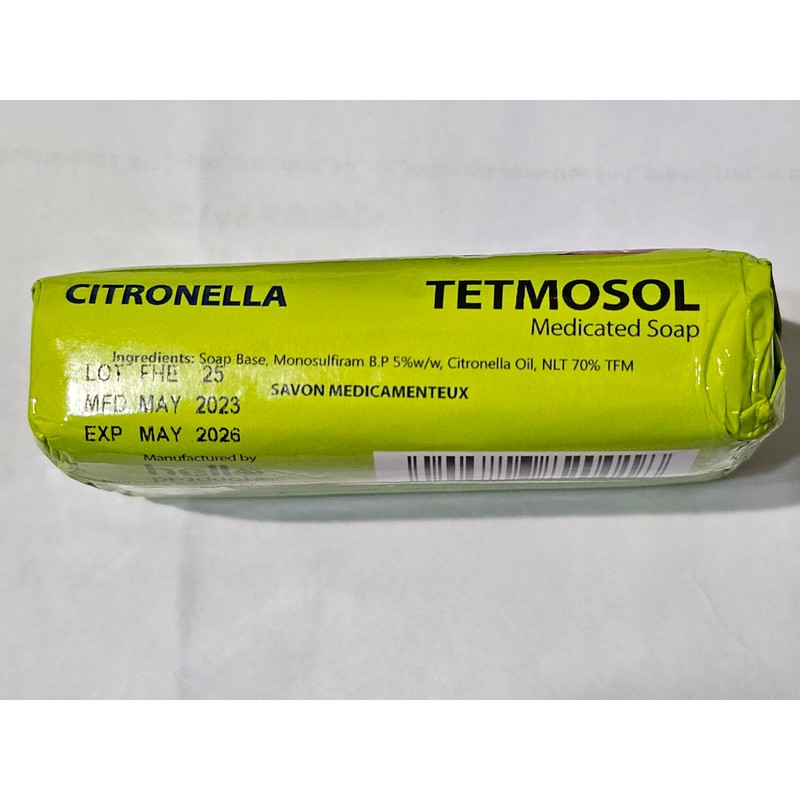 CITRONELLA
TETMOSOL
Medicated Soap
Ingredients: Soap Base, Monosulfiram B.P 5%w/w, Citronella Oil, NLT 70% TFM
LOT FHE 25
SAVON MEDICAMENTEUX
MFD MAY 2023
EXP MAY 2026
Manufactured by